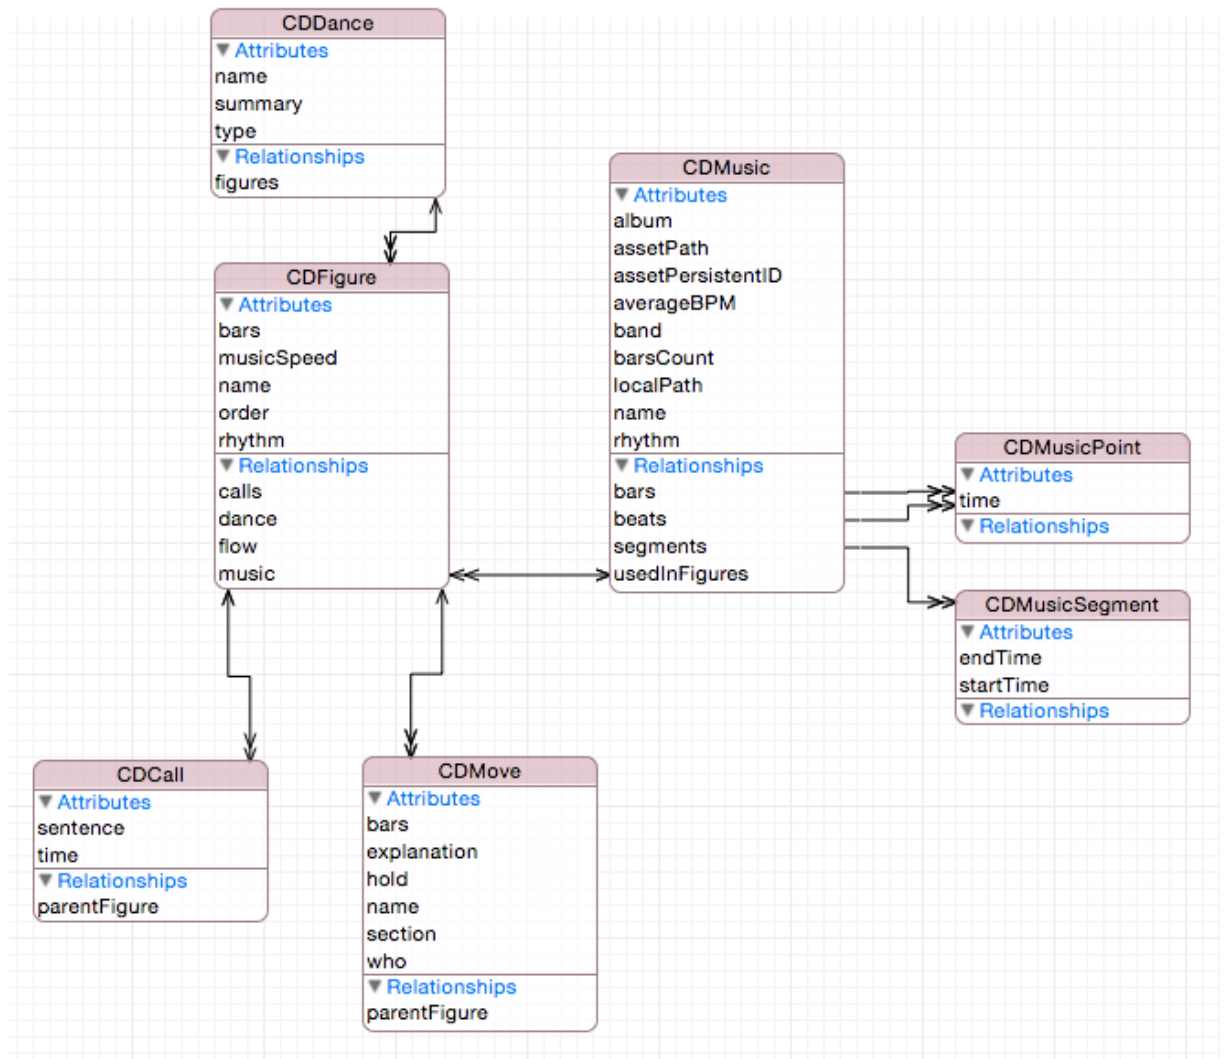 CDDance
Attributes
name
summary
type
Relationships
figures
CDFigure
Attributes
bars
musicSpeed
name
order
rhythm
Relationships
calls
dance
flow
music
CDMusic
Attributes
album
assetPath
assetPersistentID
averageBPM
band
barsCount
localPath
name
rhythm
Relationships
bars
beats
segments
usedInFigures
CDMusicPoint
Attributes
time
Relationships
CDMusicSegment
Attributes
endTime
startTime
Relationships
CDCall
Attributes
sentence
time
Relationships
parentFigure
CDMove
Attributes
bars
explanation
hold
name
section
who
Relationships
parentFigure